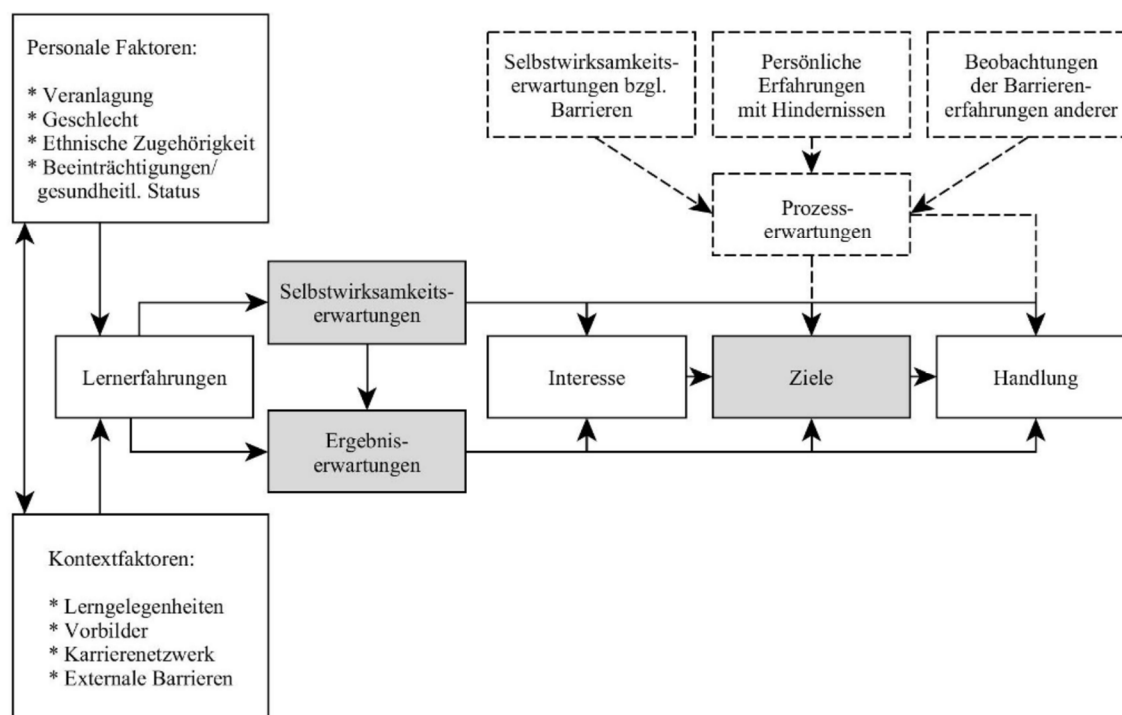 Personale Faktoren:
* Veranlagung
* Geschlecht
* Ethnische Zugehörigkeit
* Beeinträchtigungen/
gesundheitl. Status
Selbstwirksamkeits-
erwartungen bzgl.
Barrieren
Persönliche
Erfahrungen
mit Hindernissen
Beobachtungen
der Barrieren-
erfahrungen anderer
Prozess-
erwartungen
Selbstwirksamkeits-
erwartungen
Lernerfahrungen
Ergebnis-
erwartungen
Interesse
Ziele
Handlung
Kontextfaktoren:
* Lerngelegenheiten
* Vorbilder
* Karrierenetzwerk
* Externale Barrieren